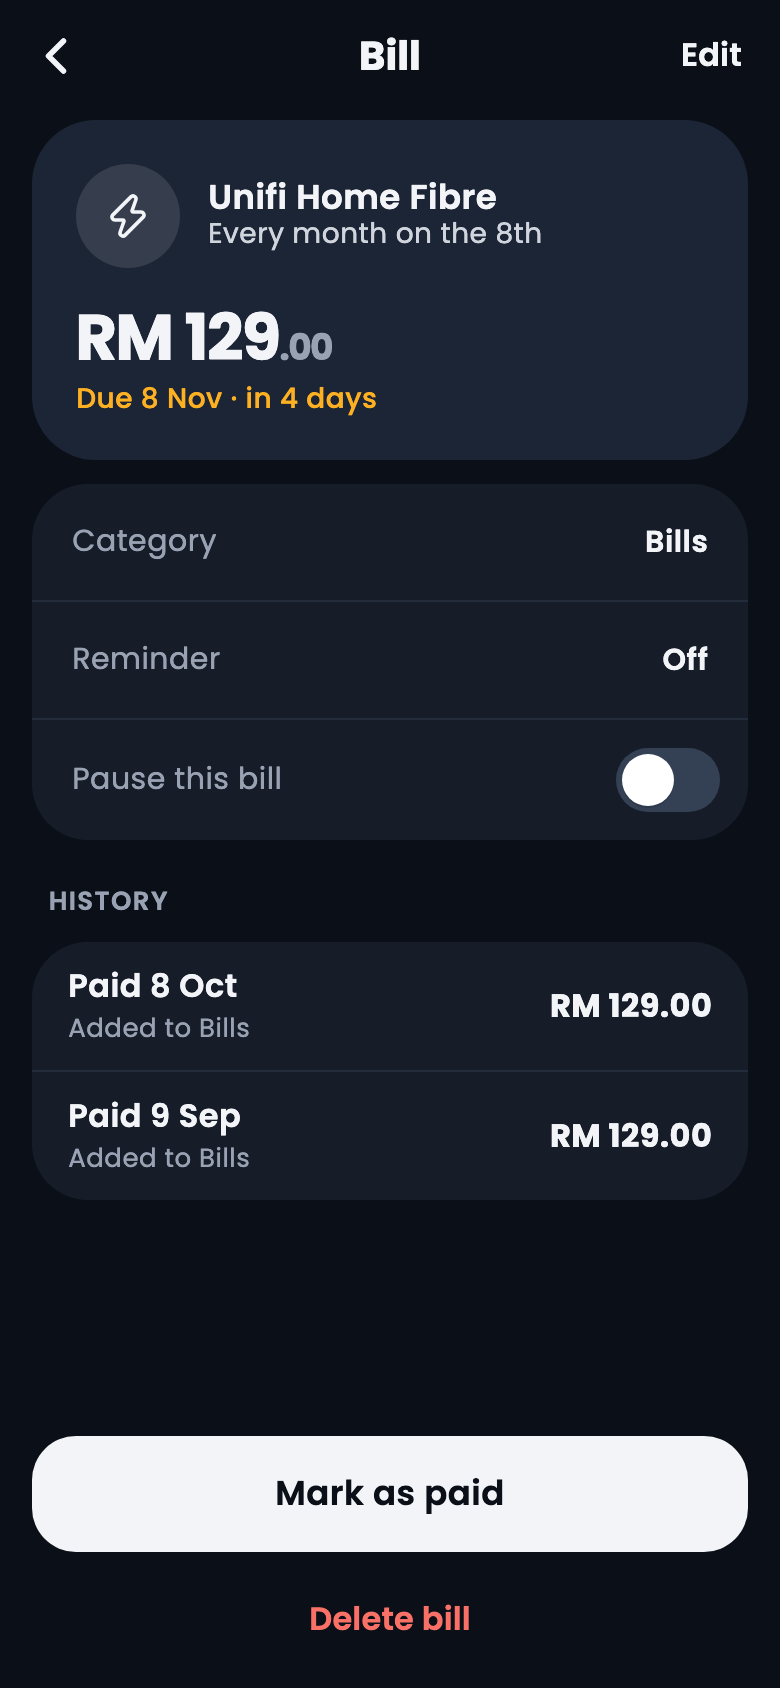 Bill
Edit
Unifi Home Fibre
Every month on the 8th
RM 129.00
Due 8 Nov · in 4 days
Category
Bills
Reminder
Off
Pause this bill
HISTORY
Paid 8 Oct
Added to Bills
RM 129.00
Paid 9 Sep
Added to Bills
RM 129.00
Mark as paid
Delete bill